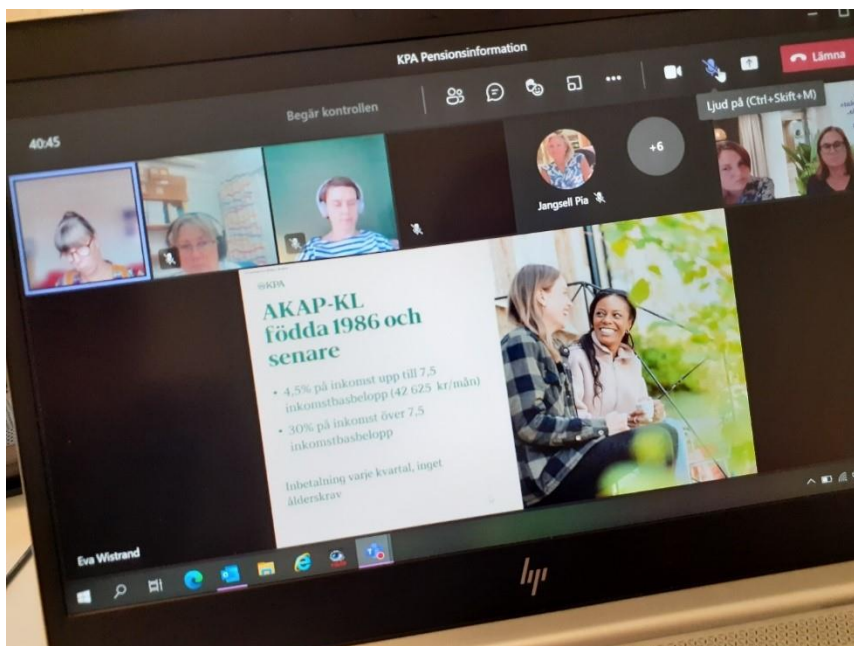 KPA Pensionsinformation
Begär kontrollen
Lämna
Ljud på (Ctrl+Skift+M)
40:45
+6
Jangsell Pia
KPA
AKAP-KL
födda 1986 och
senare
• 4,5% på inkomst upp till 7,5
inkomstbasbelopp (42 625 kr/mån)
• 30% på inkomst över 7,5
inkomstbasbelopp
Inbetalning varje kvartal, inget
ålderskrav
Eva Wistrand
hp